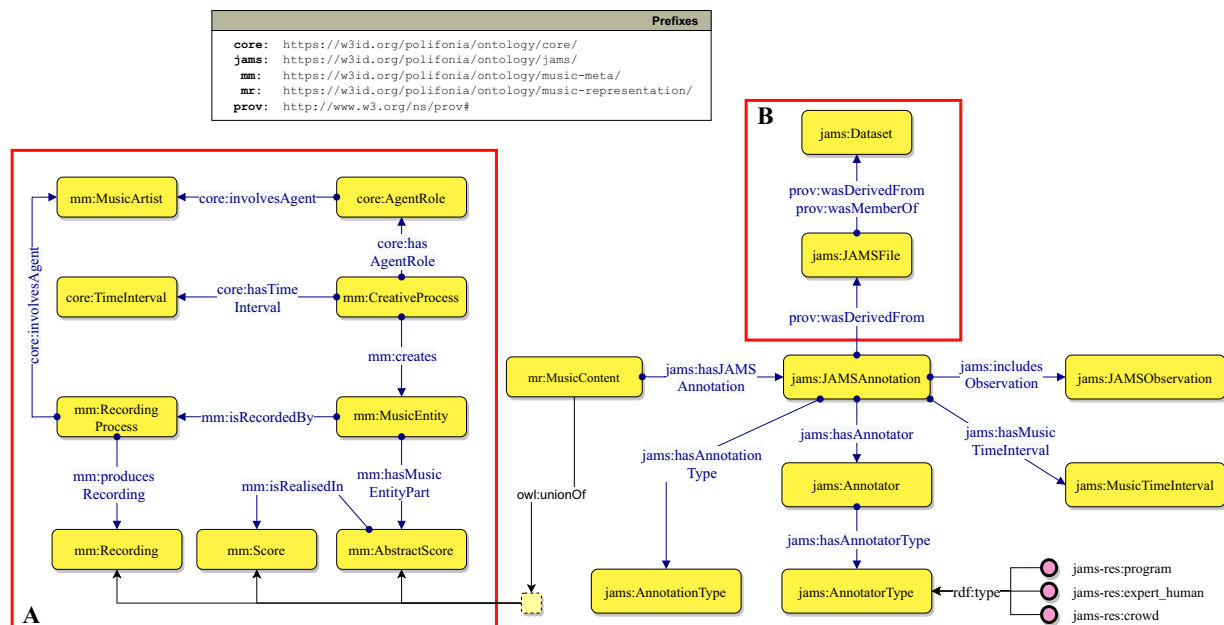 Prefixes
core: https://w3id.org/polifonia/ontology/core/
jams: https://w3id.org/polifonia/ontology/jams/
mm: https://w3id.org/polifonia/ontology/music-meta/
mr: https://w3id.org/polifonia/ontology/music-representation/
prov: http://www.w3.org/ns/prov#
A
mm:MusicArtist
core:involvesAgent
core:AgentRole
core:has
AgentRole
core:involvesAgent
core:TimeInterval
core:hasTime
Interval
mm:CreativeProcess
mm:creates
mm:Recording
Process
mm:isRecordedBy
mm:MusicEntity
mm:produces
Recording
mm:isRealisedIn
mm:hasMusic
EntityPart
mm:Recording
mm:Score
mm:AbstractScore
B
jams:Dataset
prov:wasDerivedFrom
prov:wasMemberOf
jams:JAMSFile
prov:wasDerivedFrom
mr:MusicContent
jams:hasJAMS
Annotation
jams:JAMSAnnotation
jams:includes
Observation
jams:JAMSObservation
owl:unionOf
jams:hasAnnotation
Type
jams:hasAnnotator
jams:hasMusic
TimeInterval
jams:Annotator
jams:MusicTimeInterval
jams:hasAnnotatorType
jams:AnnotationType
jams:AnnotatorType
rdf:type
jams-res:program
jams-res:expert_human
jams-res:crowd